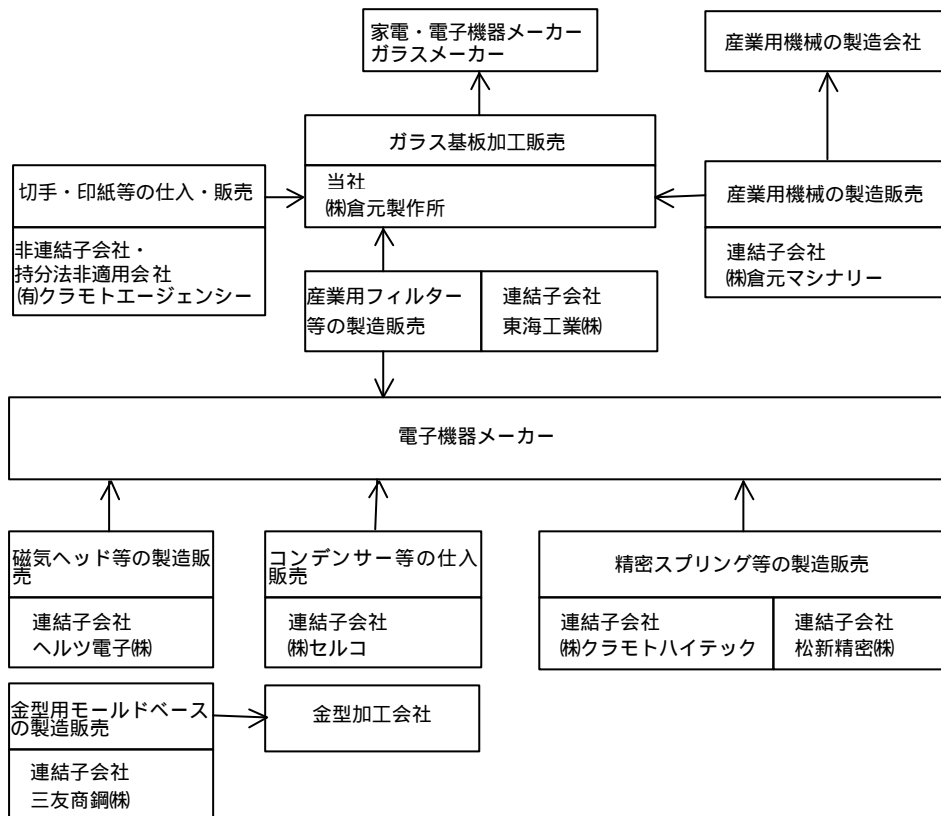 家電・電子機器メーカー
ガラスメーカー
産業用機械の製造会社
ガラス基板加工販売
当社
㈱倉元製作所
切手・印紙等の仕入・販売
非連結子会社・
持分法非適用会社
㈲クラモトエージェンシー
産業用機械の製造販売
連結子会社
㈱倉元マシナリー
産業用フィルター
等の製造販売
連結子会社
東海工業㈱
電子機器メーカー
磁気ヘッド等の製造販
売
連結子会社
ヘルツ電子㈱
コンデンサー等の仕入
販売
連結子会社
㈱セルコ
精密スプリング等の製造販売
連結子会社
㈱クラモトハイテック
連結子会社
松新精密㈱
金型用モールドベース
の製造販売
連結子会社
三友商鋼㈱
金型加工会社